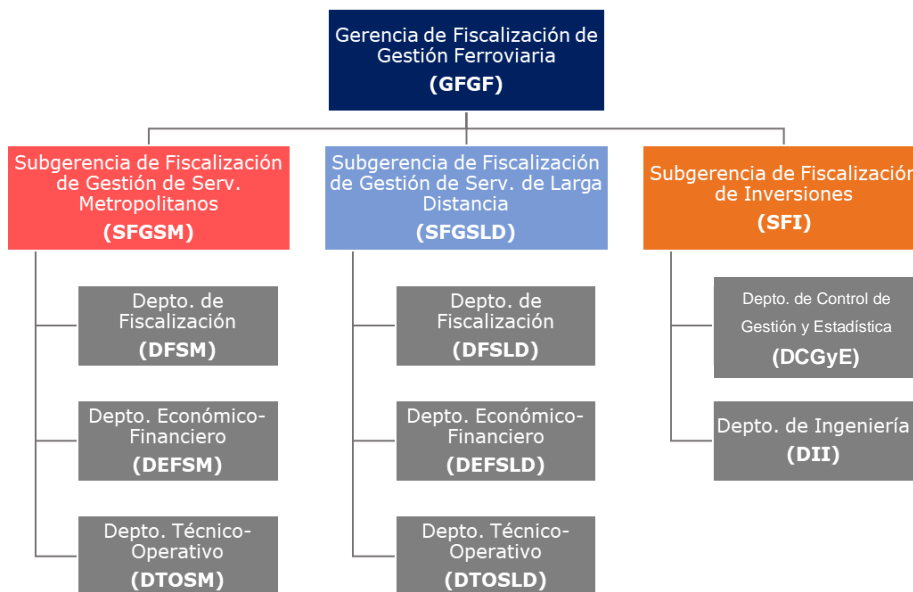 Gerencia de Fiscalización de
Gestión Ferroviaria
(GFGF)
Subgerencia de Fiscalización
de Gestión de Serv.
Metropolitanos
(SFGSM)
Subgerencia de Fiscalización
de Gestión de Serv. de Larga
Distancia
(SFGSLD)
Subgerencia de Fiscalización
de Inversiones
(SFI)
Depto. de
Fiscalización
(DFSM)
Depto. Económico-
Financiero
(DEFSM)
Depto. Técnico-
Operativo
(DTOSM)
Depto. de
Fiscalización
(DFSLD)
Depto. Económico-
Financiero
(DEFSLD)
Depto. Técnico-
Operativo
(DTOSLD)
Depto. de Control de
Gestión y Estadística
(DCGyE)
Depto. de Ingeniería
(DII)